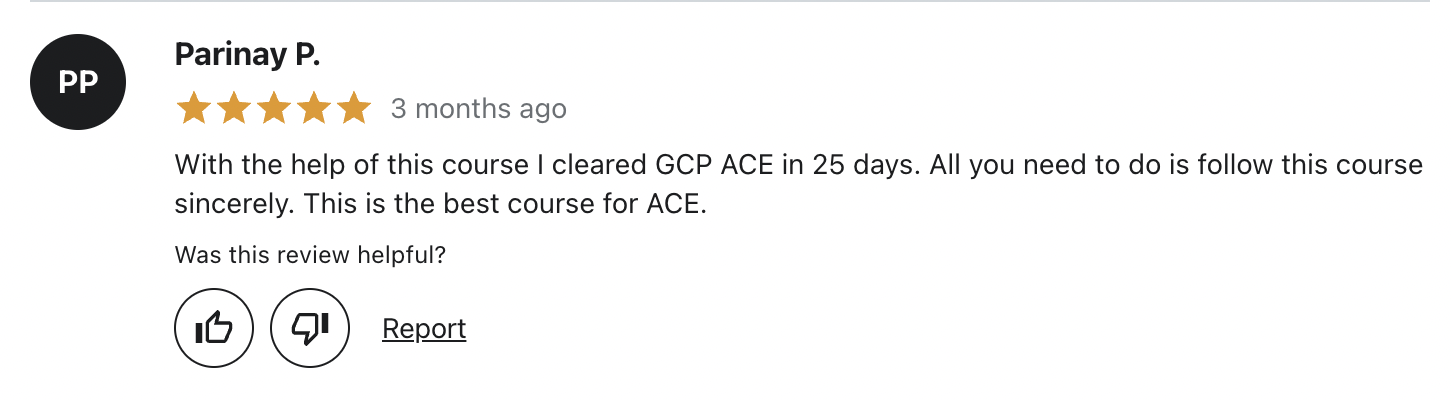 PP
Parinay P.
3 months ago
With the help of this course I cleared GCP ACE in 25 days. All you need to do is follow this course
sincerely. This is the best course for ACE.
Was this review helpful?
Report